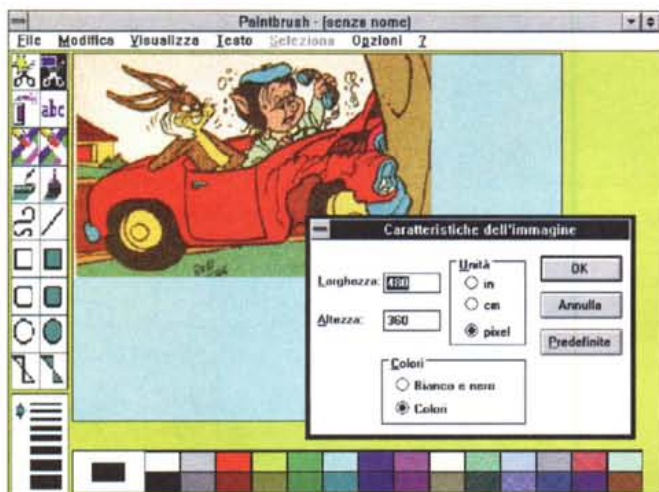 Paintbrush - (senza nome)
File Modifica Visualizza Testo Seleziona Opzioni ?
abc
Caratteristiche dell'immagine
Larghezza: 480
Altezza: 360
Unità
in
cm
pixel
OK
Annulla
Predefinite
Colori
Bianco e nero
Colori